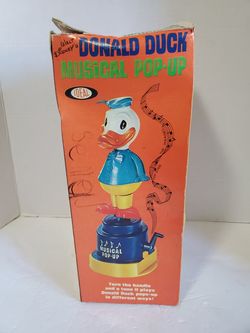 Walt
Disney's
DONALD DUCK
MUSICAL POP-UP
IDEAL
MUSICAL
POP-UP
Turn the handle
and a tune it plays
Donald Duck pops-up
in different ways!